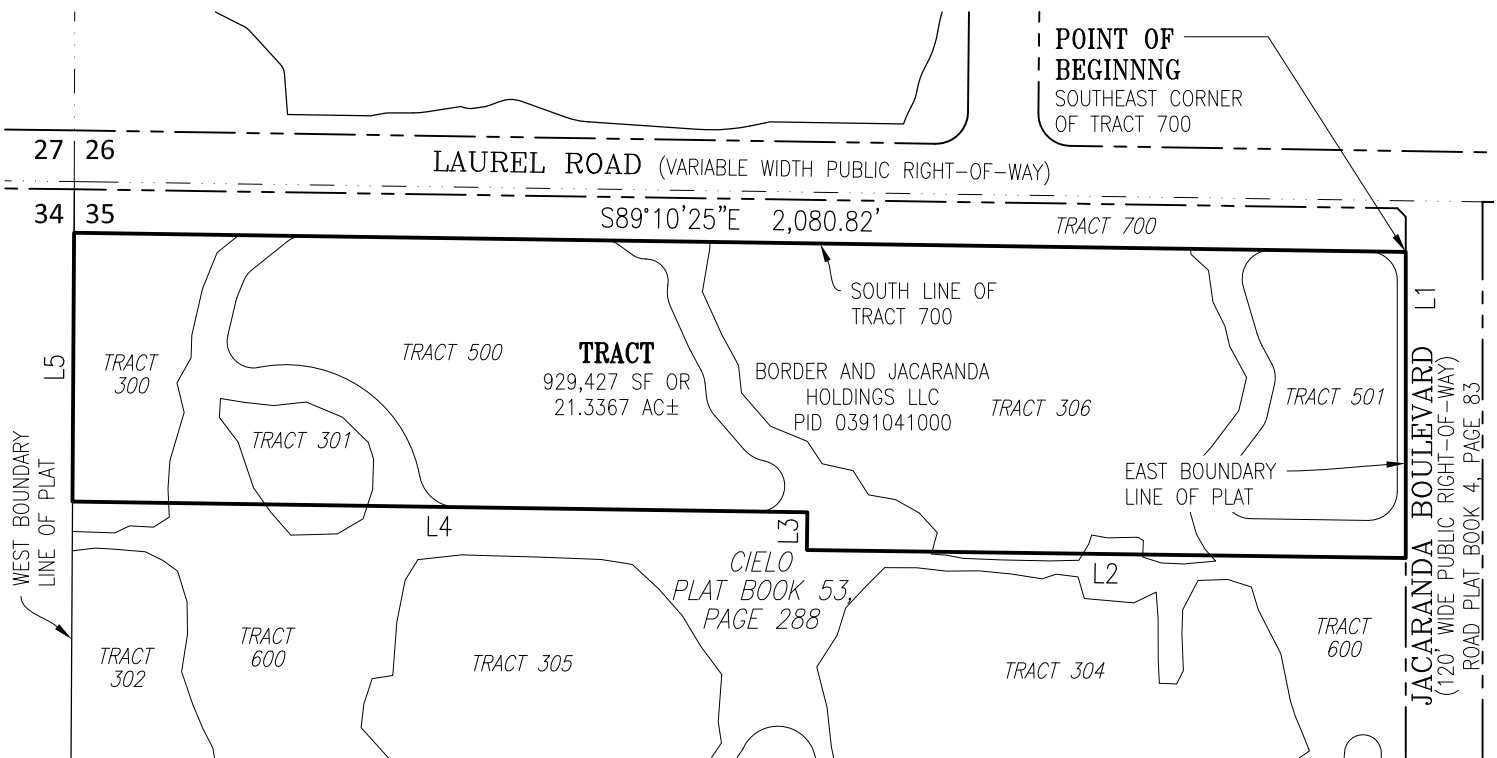 POINT OF
BEGINNNG
SOUTHEAST CORNER
OF TRACT 700
27 26
LAUREL ROAD (VARIABLE WIDTH PUBLIC RIGHT-OF-WAY)
34 35
S89°10'25"E 2,080.82'
TRACT 700
SOUTH LINE OF
TRACT 700
L1
L5
TRACT
300
TRACT 500
TRACT
929,427 SF OR
21.3367 AC±
BORDER AND JACARANDA
HOLDINGS LLC
PID 0391041000
TRACT 306
TRACT 501
TRACT 301
EAST BOUNDARY
LINE OF PLAT
JACARANDA BOULEVARD
(120' WIDE PUBLIC RIGHT-OF-WAY)
ROAD PLAT BOOK 4, PAGE 83
WEST BOUNDARY
LINE OF PLAT
L4
L3
L2
CIELO
PLAT BOOK 53,
PAGE 288
TRACT
302
TRACT
600
TRACT 305
TRACT 304
TRACT
600